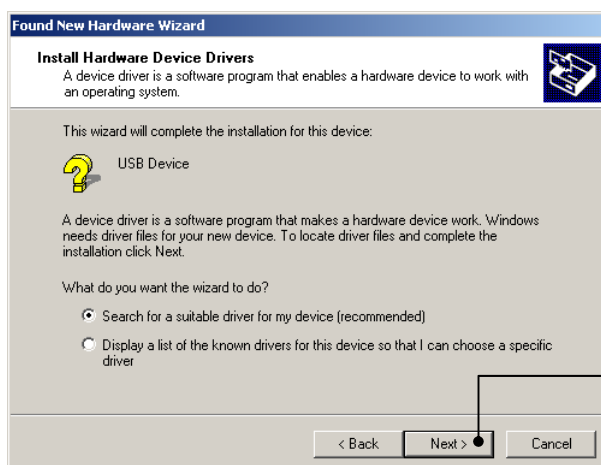 Found New Hardware Wizard
Install Hardware Device Drivers
A device driver is a software program that enables a hardware device to work with
an operating system.
This wizard will complete the installation for this device:
USB Device
A device driver is a software program that makes a hardware device work. Windows
needs driver files for your new device. To locate driver files and complete the
installation click Next.
What do you want the wizard to do?
Search for a suitable driver for my device (recommended)
Display a list of the known drivers for this device so that I can choose a specific
driver
< Back Next > Cancel